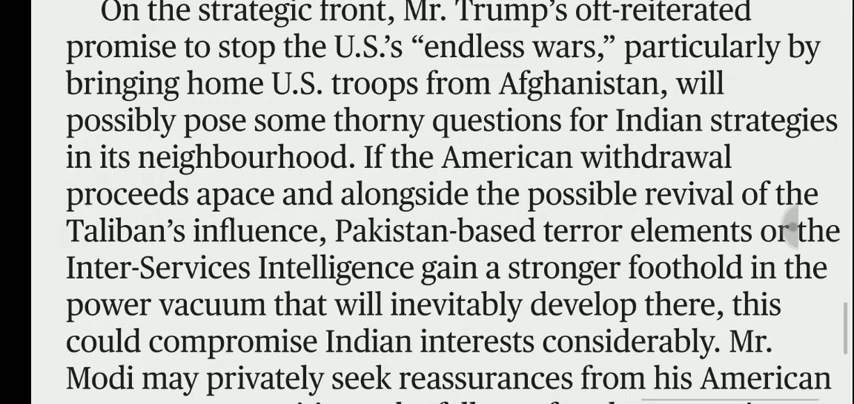 On the strategic front, Mr. Trump’s oft-reiterated
promise to stop the U.S.’s “endless wars,” particularly by
bringing home U.S. troops from Afghanistan, will
possibly pose some thorny questions for Indian strategies
in its neighbourhood. If the American withdrawal
proceeds apace and alongside the possible revival of the
Taliban’s influence, Pakistan-based terror elements or the
Inter-Services Intelligence gain a stronger foothold in the
power vacuum that will inevitably develop there, this
could compromise Indian interests considerably. Mr.
Modi may privately seek reassurances from his American